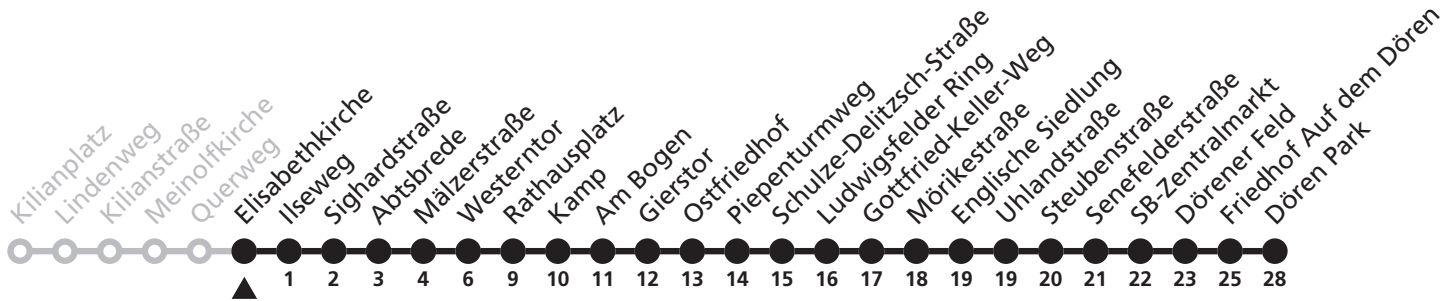 Kilianplatz
Lindenweg
Kilianstraße
Meinolfkirche
Querweg
Elisabethkirche
Ilseweg
Sighardstraße
Abtsbrede
Mälzerstraße
Westerntor
Rathausplatz
Kamp
Am Bogen
Gierstor
Ostfriedhof
Piepenturmweg
Schulze-Delitzsch-Straße
Ludwigsfelder Ring
Gottfried-Keller-Weg
Mörikestraße
Englische Siedlung
Uhlandstraße
Steubenstraße
Senefelderstraße
SB-Zentralmarkt
Dörener Feld
Friedhof Auf dem Dören
Dören Park
1 2 3 4 6 9 10 11 12 13 14 15 16 17 18 19 19 20 21 22 23 25 28